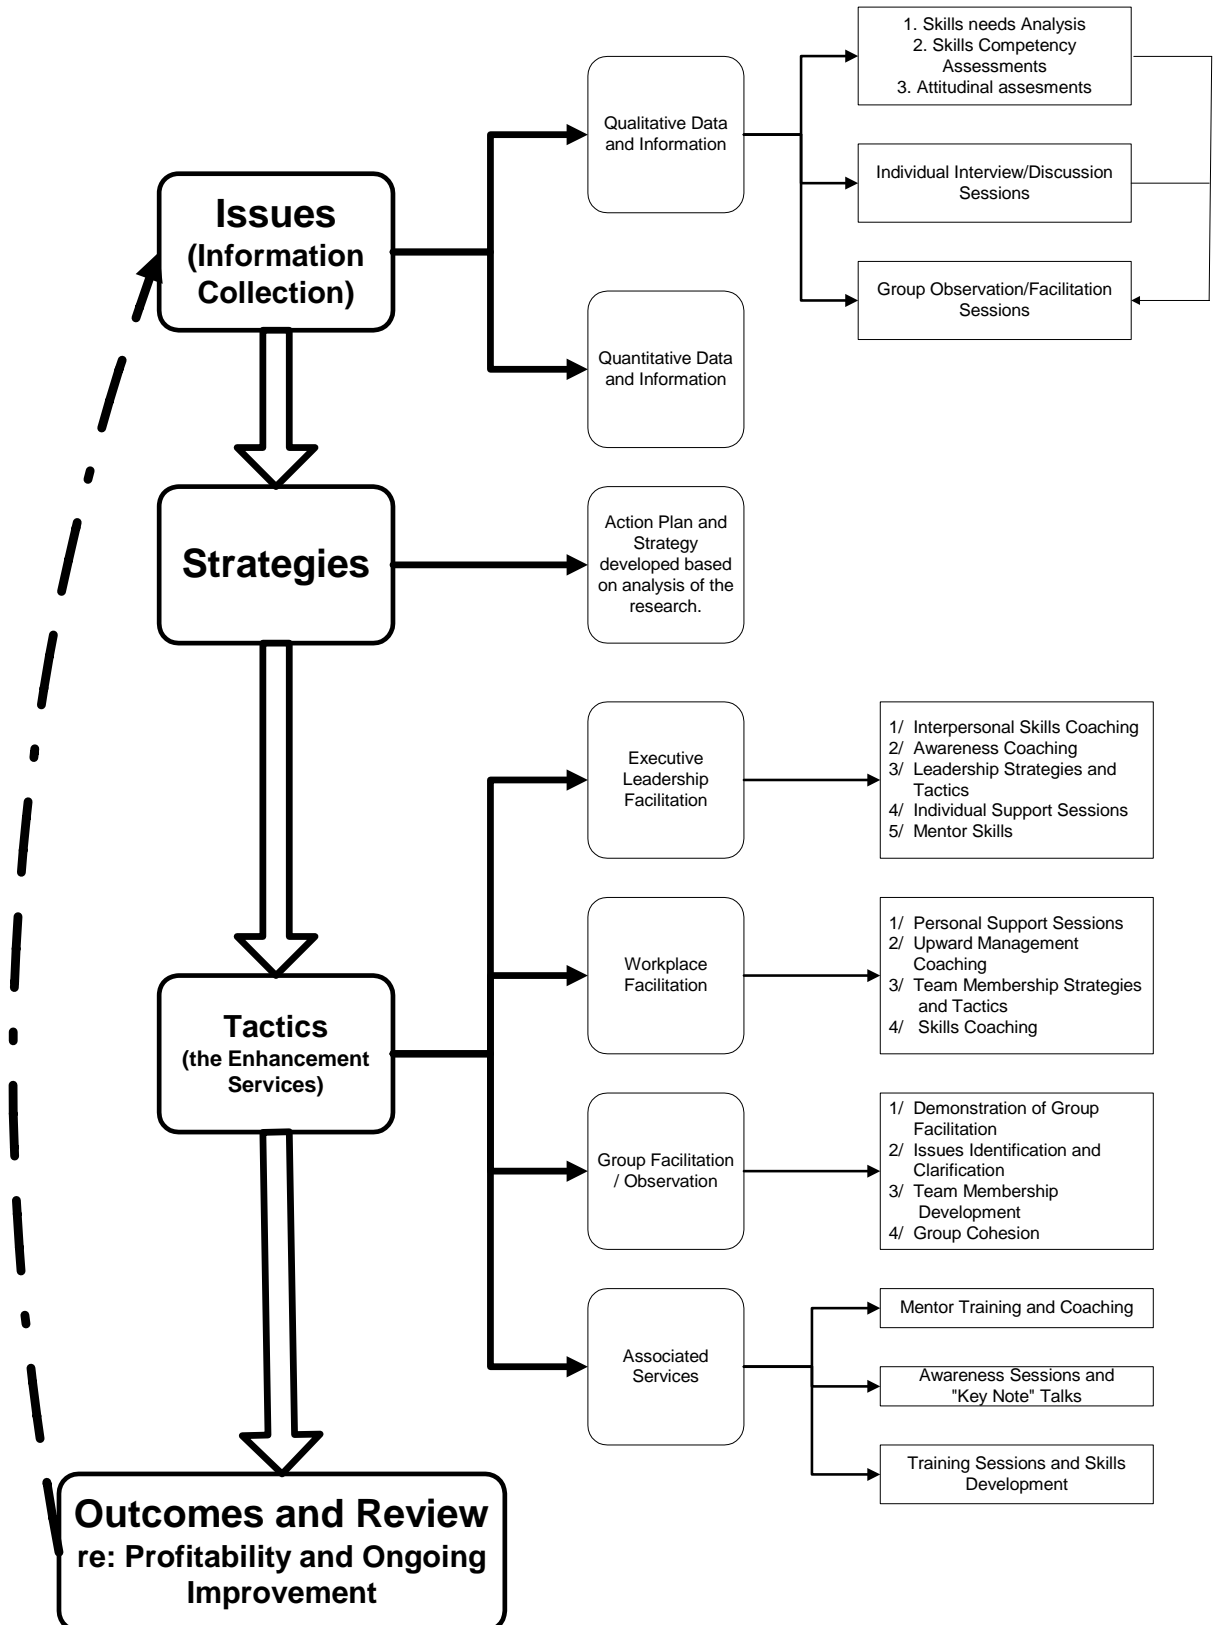 1. Skills needs Analysis
2. Skills Competency
Assessments
3. Attitudinal assesments
Qualitative Data
and Information
Individual Interview/Discussion
Sessions
Group Observation/Facilitation
Sessions
Issues
(Information
Collection)
Quantitative Data
and Information
Strategies
Action Plan and
Strategy
developed based
on analysis of the
research.
Executive
Leadership
Facilitation
1/ Interpersonal Skills Coaching
2/ Awareness Coaching
3/ Leadership Strategies and
Tactics
4/ Individual Support Sessions
5/ Mentor Skills
Workplace
Facilitation
1/ Personal Support Sessions
2/ Upward Management
Coaching
3/ Team Membership Strategies
and Tactics
4/ Skills Coaching
Tactics
(the Enhancement
Services)
Group Facilitation
/ Observation
1/ Demonstration of Group
Facilitation
2/ Issues Identification and
Clarification
3/ Team Membership
Development
4/ Group Cohesion
Associated
Services
Mentor Training and Coaching
Awareness Sessions and
"Key Note" Talks
Training Sessions and Skills
Development
Outcomes and Review
re: Profitability and Ongoing
Improvement